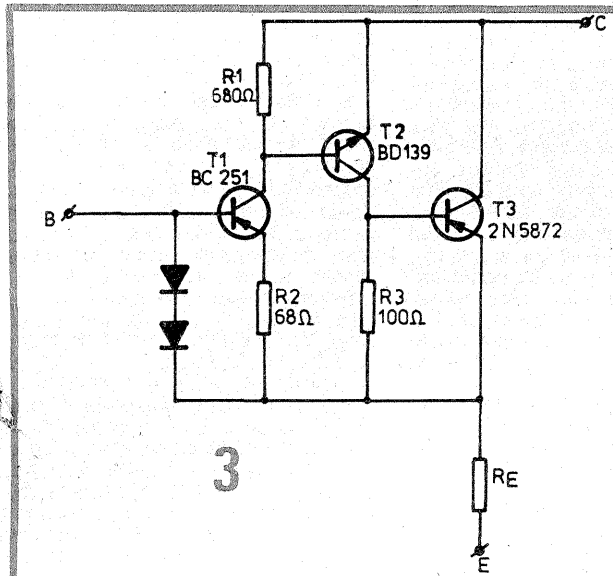 C
R1
680Ω
T2
BD139
T1
BC 251
B
T3
2N5872
R2
68Ω
R3
100Ω
3
RE
E